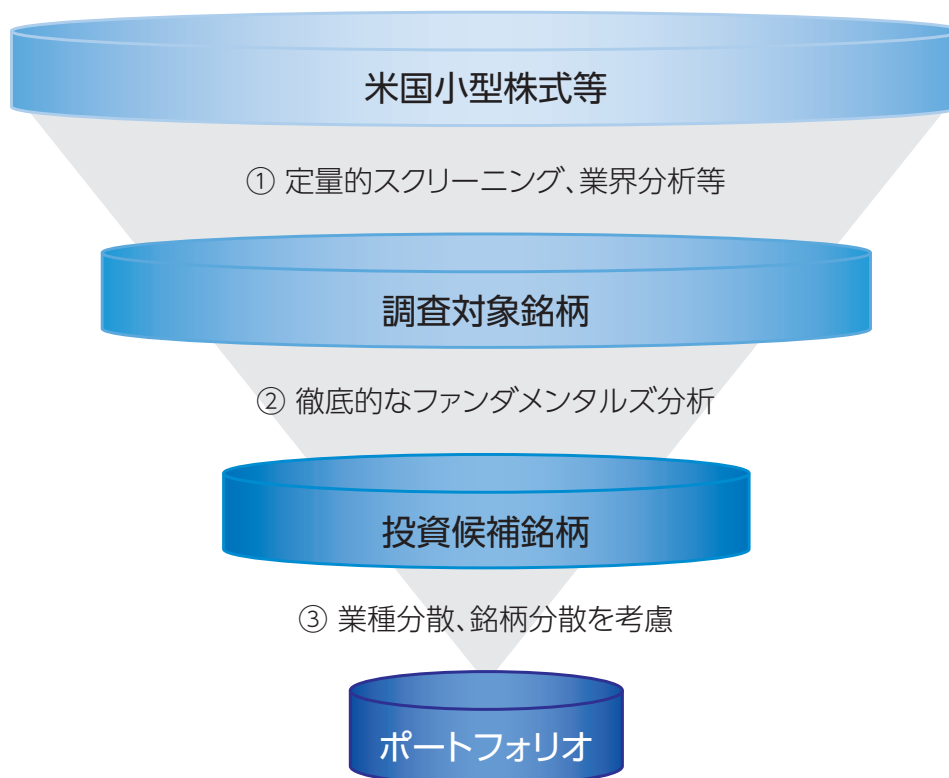 米国小型株式等
① 定量的スクリーニング、業界分析等
調査対象銘柄
② 徹底的なファンダメンタルズ分析
投資候補銘柄
③ 業種分散、銘柄分散を考慮
ポートフォリオ